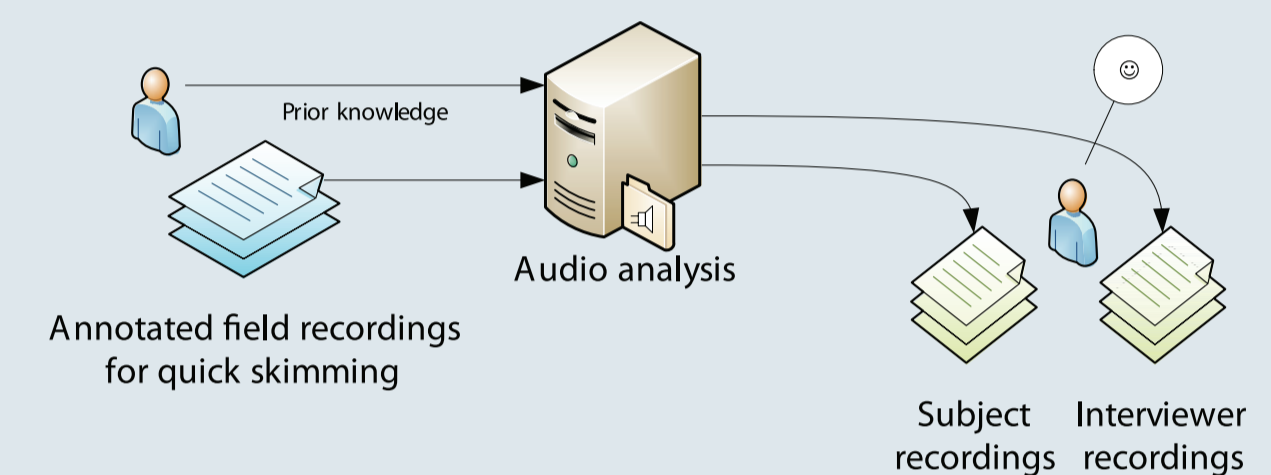 Prior knowledge
Audio analysis
Annotated field recordings
for quick skimming
Subject
recordings
Interviewer
recordings